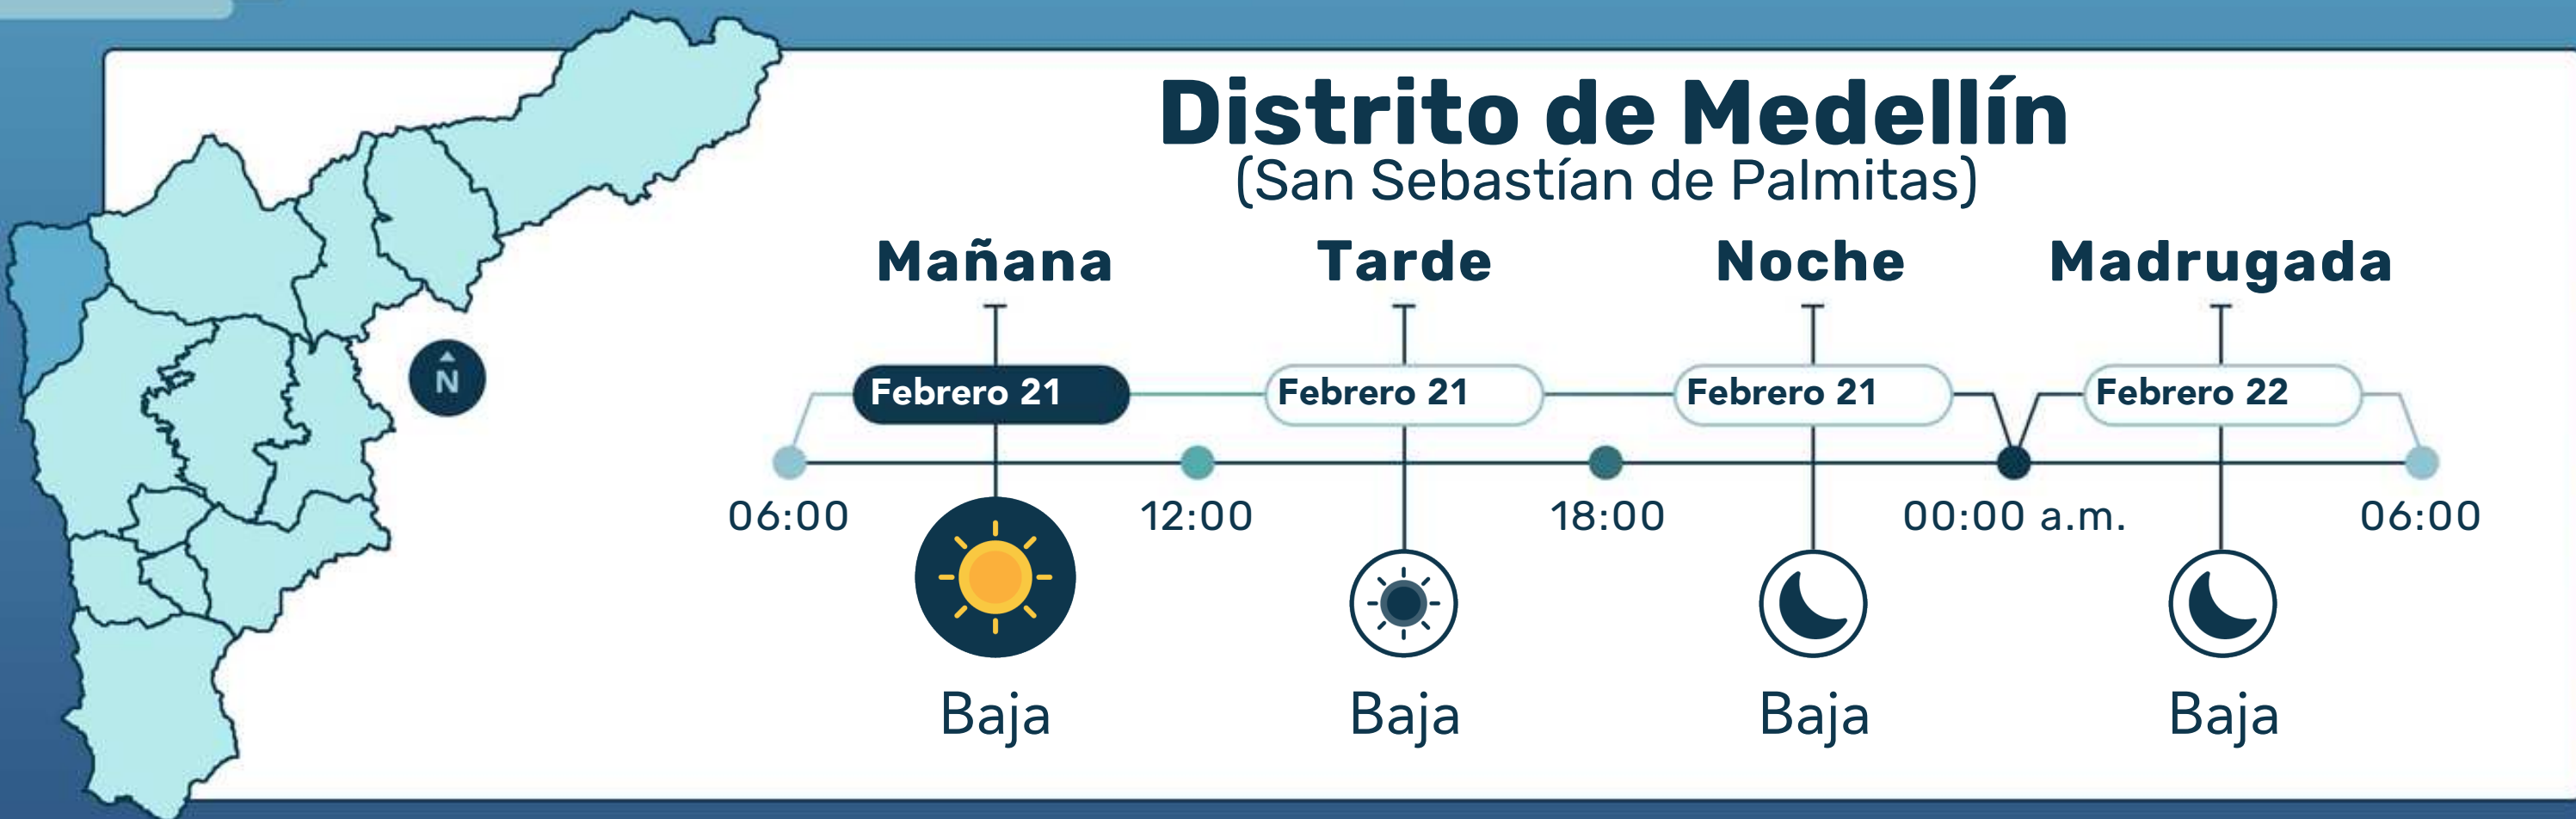 Distrito de Medellín
(San Sebastían de Palmitas)
Mañana Tarde Noche Madrugada
Febrero 21 Febrero 21 Febrero 21 Febrero 22
N
06:00 12:00 18:00 00:00 a.m. 06:00
Baja Baja Baja Baja